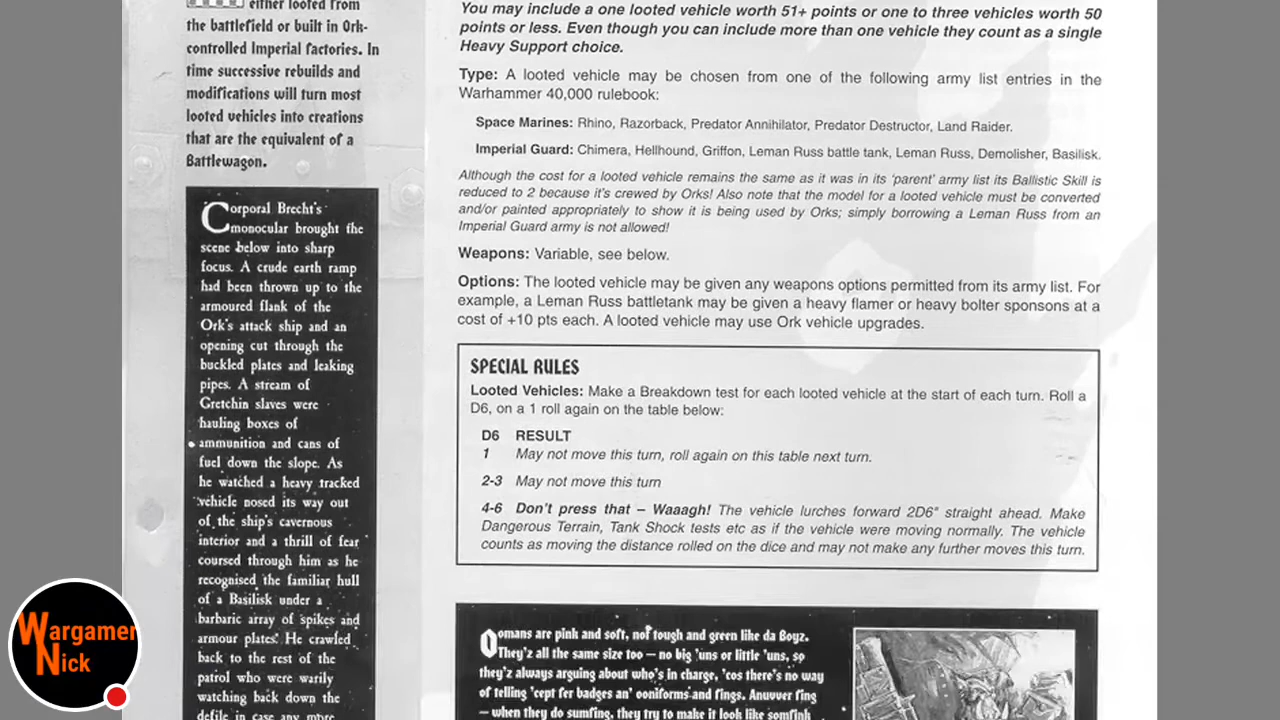 either looted from
the battlefield or built in Ork-
controlled Imperial factories. In
time successive rebuilds and
modifications will turn most
looted vehicles into creations
that are the equivalent of a
Battlewagon.
Corporal Brecht's
monocular brought the
scene below into sharp
focus. A crude earth ramp
had been thrown up to the
armoured flank of the
Ork's attack ship and an
opening cut through the
buckled plates and leaking
pipes. A stream of
Gretchin slaves were
hauling boxes of
ammunition and cans of
fuel down the slope. As
he watched a heavy tracked
vehicle nosed its way out
of the ship's cavernous
interior and a thrill of fear
coursed through him as he
recognised the familiar hull
of a Basilisk under a
barbaric array of spikes and
armour plates. He crawled
back to the rest of the
patrol who were warily
watching back down the
defile in case any more
You may include a one looted vehicle worth 51+ points or one to three vehicles worth 50
points or less. Even though you can include more than one vehicle they count as a single
Heavy Support choice.
Type: A looted vehicle may be chosen from one of the following army list entries in the
Warhammer 40,000 rulebook:
Space Marines: Rhino, Razorback, Predator Annihilator, Predator Destructor, Land Raider.
Imperial Guard: Chimera, Hellhound, Griffon, Leman Russ battle tank, Leman Russ, Demolisher, Basilisk.
Although the cost for a looted vehicle remains the same as it was in its 'parent' army list its Ballistic Skill is
reduced to 2 because it's crewed by Orks! Also note that the model for a looted vehicle must be converted
and/or painted appropriately to show it is being used by Orks; simply borrowing a Leman Russ from an
Imperial Guard army is not allowed!
Weapons: Variable, see below.
Options: The looted vehicle may be given any weapons options permitted from its army list. For
example, a Leman Russ battletank may be given a heavy flamer or heavy bolter sponsons at a
cost of +10 pts each. A looted vehicle may use Ork vehicle upgrades.
SPECIAL RULES
Looted Vehicles: Make a Breakdown test for each looted vehicle at the start of each turn. Roll a
D6, on a 1 roll again on the table below:
D6 RESULT
1 May not move this turn, roll again on this table next turn.
2-3 May not move this turn
4-6 Don't press that – Waaagh! The vehicle lurches forward 2D6" straight ahead. Make
Dangerous Terrain, Tank Shock tests etc as if the vehicle were moving normally. The vehicle
counts as moving the distance rolled on the dice and may not make any further moves this turn.
Oomans are pink and soft, not tough and green like da Boyz.
They'z all the same size too – no big 'uns or little 'uns, so
they'z always arguing about who's in charge, 'cos there's no way
of telling 'cept fer badges an' ooniforms and fings. Anuvver fing
– when they do sumfing, they try to make it look like somfink
Wargamer
Nick